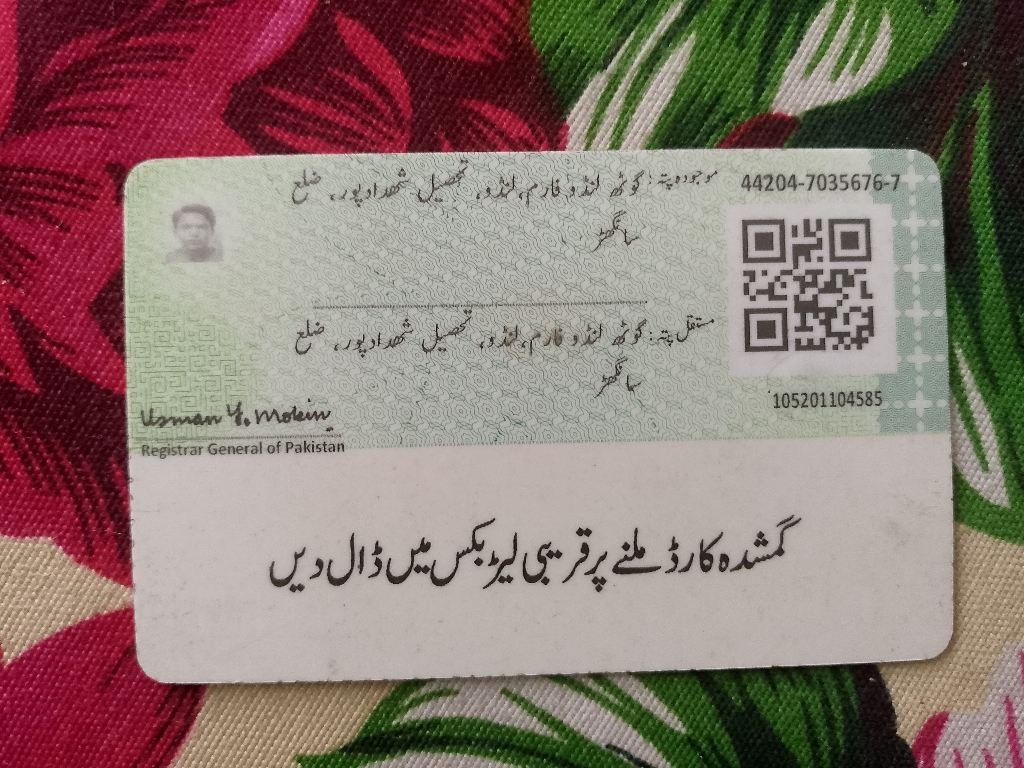 موجودہ پتہ: گوٹھ لنڈو فارم، لنڈو، تحصیل شھدادپور، ضلع
سانگھڑ
44204-7035676-7
مستقل پتہ: گوٹھ لنڈو فارم، لنڈو، تحصیل شھدادپور، ضلع
سانگھڑ
105201104585
Usman Y. Mobin
Registrar General of Pakistan
گمشدہ کارڈ ملنے پر قریبی لیٹر بکس میں ڈال دیں